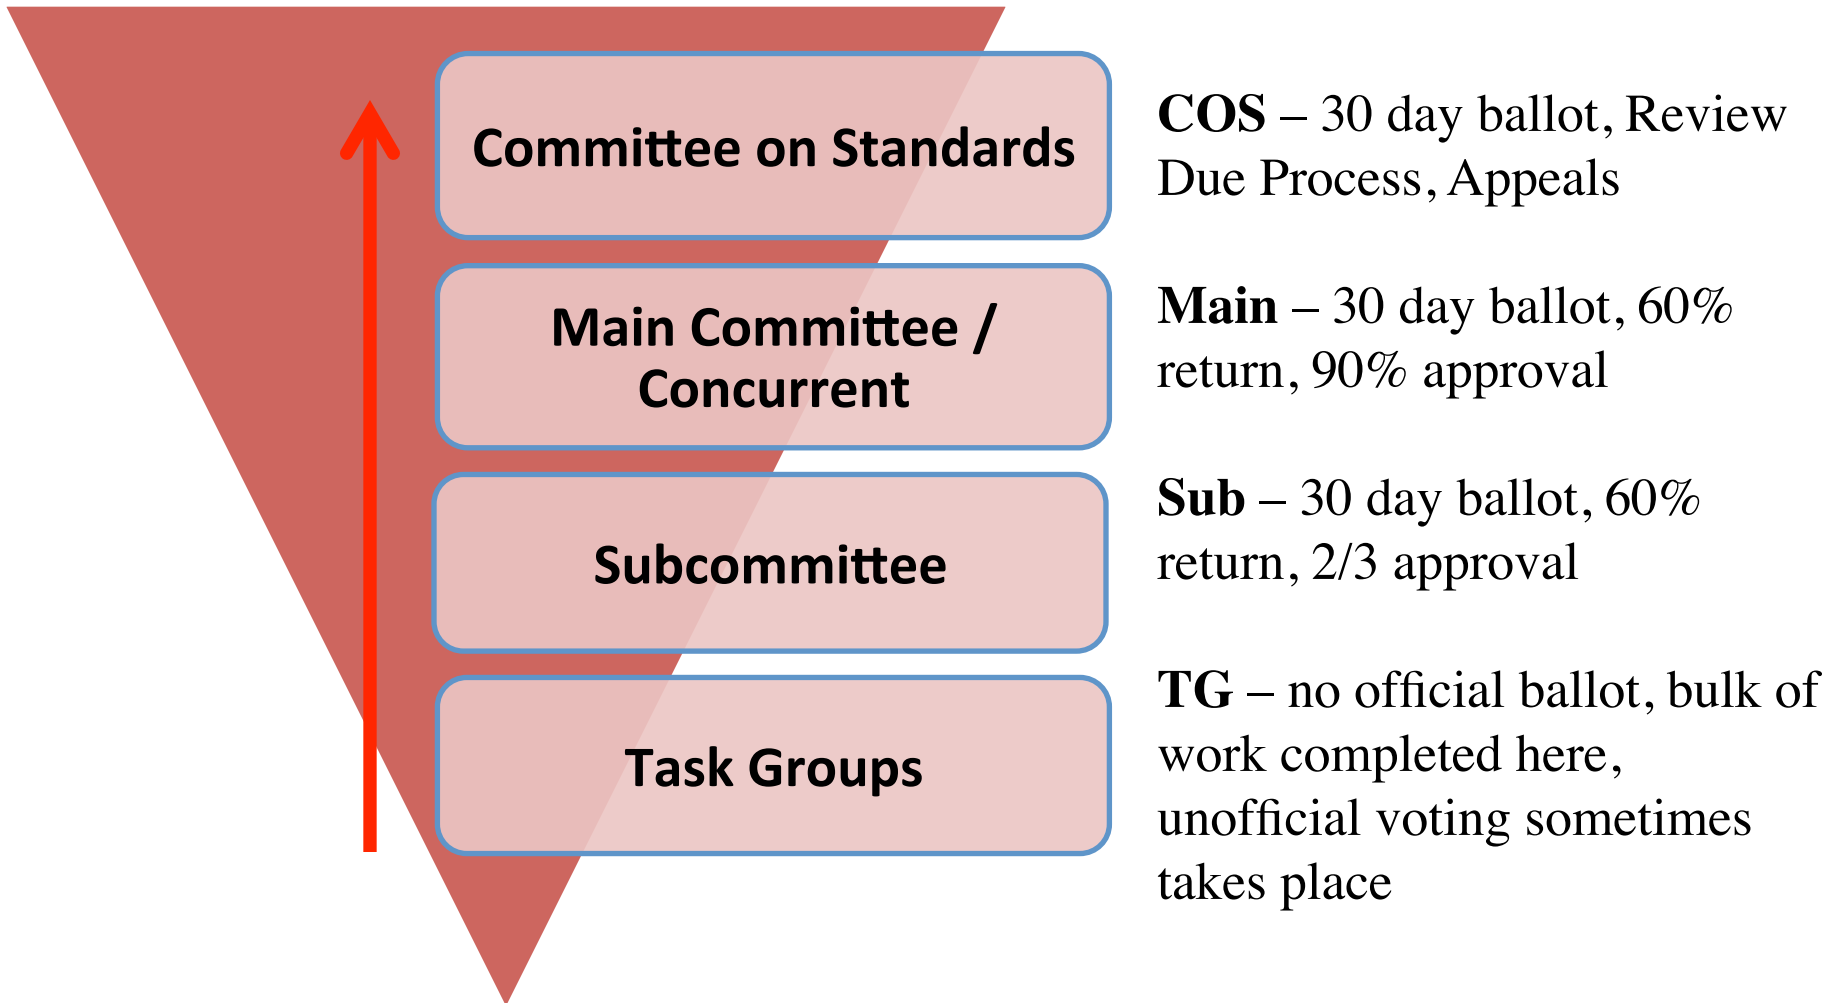 Committee on Standards
COS – 30 day ballot, Review
Due Process, Appeals
Main Committee /
Concurrent
Main – 30 day ballot, 60%
return, 90% approval
Subcommittee
Sub – 30 day ballot, 60%
return, 2/3 approval
Task Groups
TG – no official ballot, bulk of
work completed here,
unofficial voting sometimes
takes place